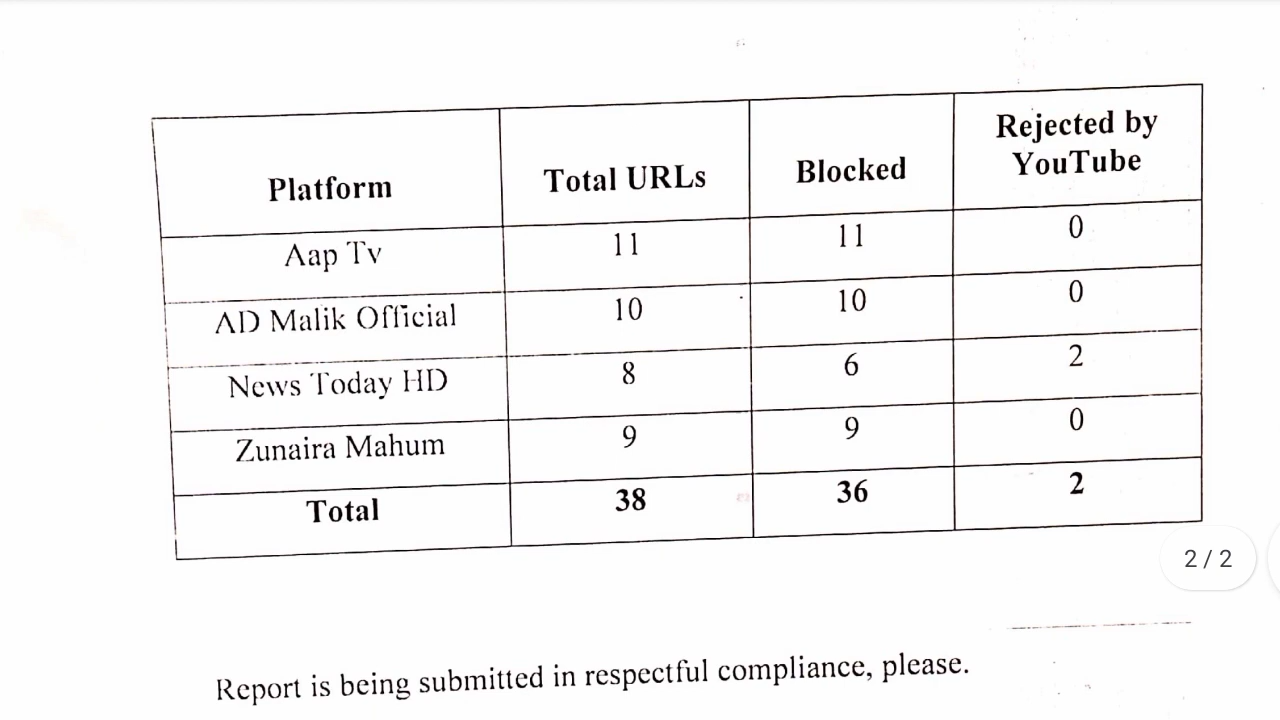 Platform Total URLs Blocked Rejected by YouTube
Aap Tv 11 11 0
AD Malik Official 10 10 0
News Today HD 8 6 2
Zunaira Mahum 9 9 0
Total 38 36 2
2 / 2
Report is being submitted in respectful compliance, please.